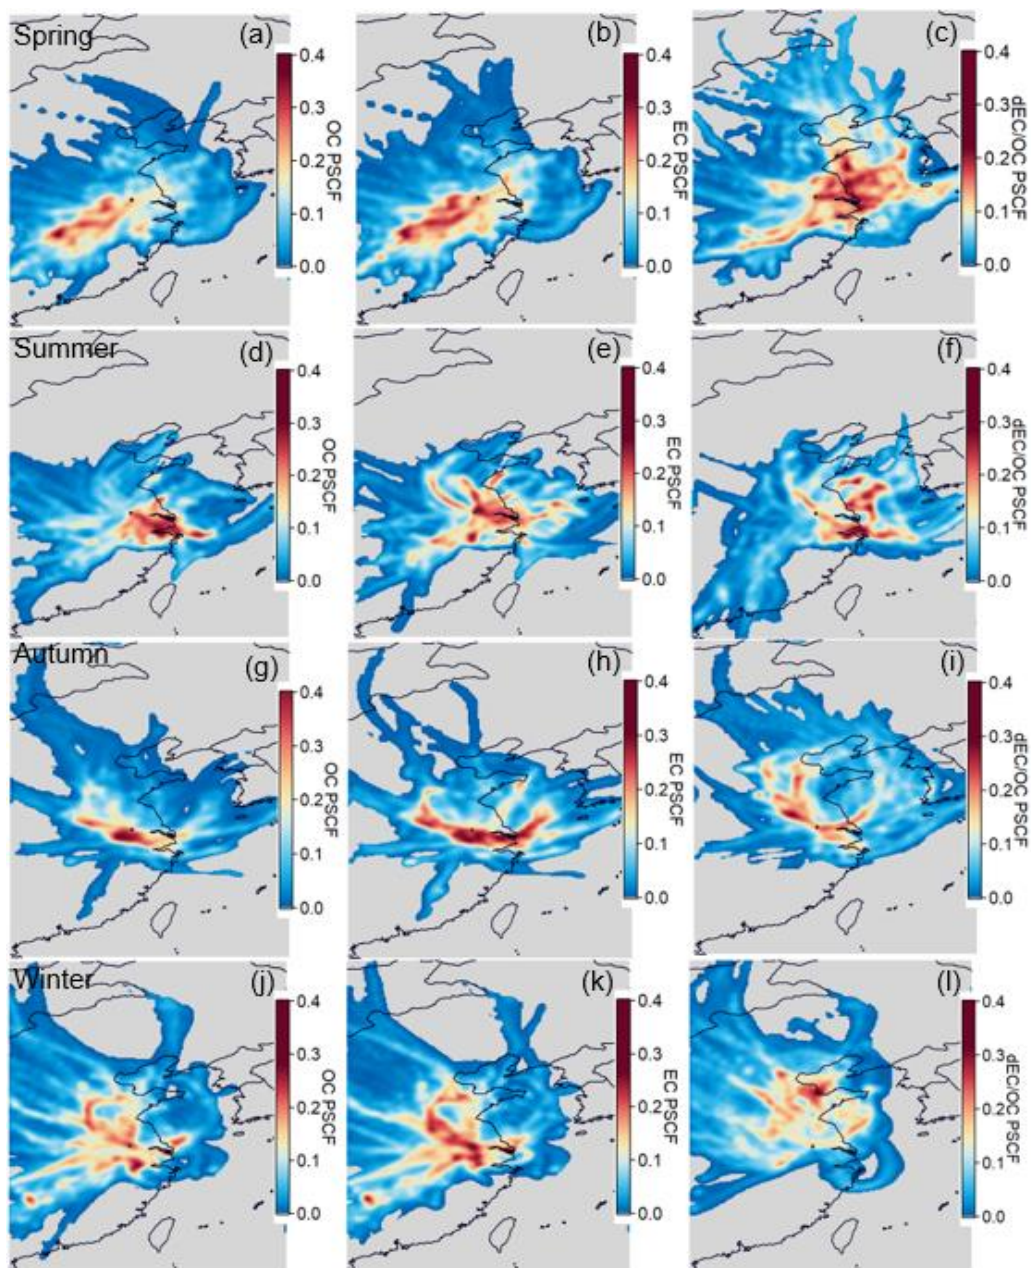 Spring
(a)
0.4
0.3
0.2
0.1
0.0
OC PSCF
(b)
0.4
0.3
0.2
0.1
0.0
EC PSCF
(c)
0.4
0.3
0.2
0.1
0.0
dEC/OC PSCF
Summer
(d)
0.4
0.3
0.2
0.1
0.0
OC PSCF
(e)
0.4
0.3
0.2
0.1
0.0
EC PSCF
(f)
0.4
0.3
0.2
0.1
0.0
dEC/OC PSCF
Autumn
(g)
0.4
0.3
0.2
0.1
0.0
OC PSCF
(h)
0.4
0.3
0.2
0.1
0.0
EC PSCF
(i)
0.4
0.3
0.2
0.1
0.0
dEC/OC PSCF
Winter
(j)
0.4
0.3
0.2
0.1
0.0
OC PSCF
(k)
0.4
0.3
0.2
0.1
0.0
EC PSCF
(l)
0.4
0.3
0.2
0.1
0.0
dEC/OC PSCF